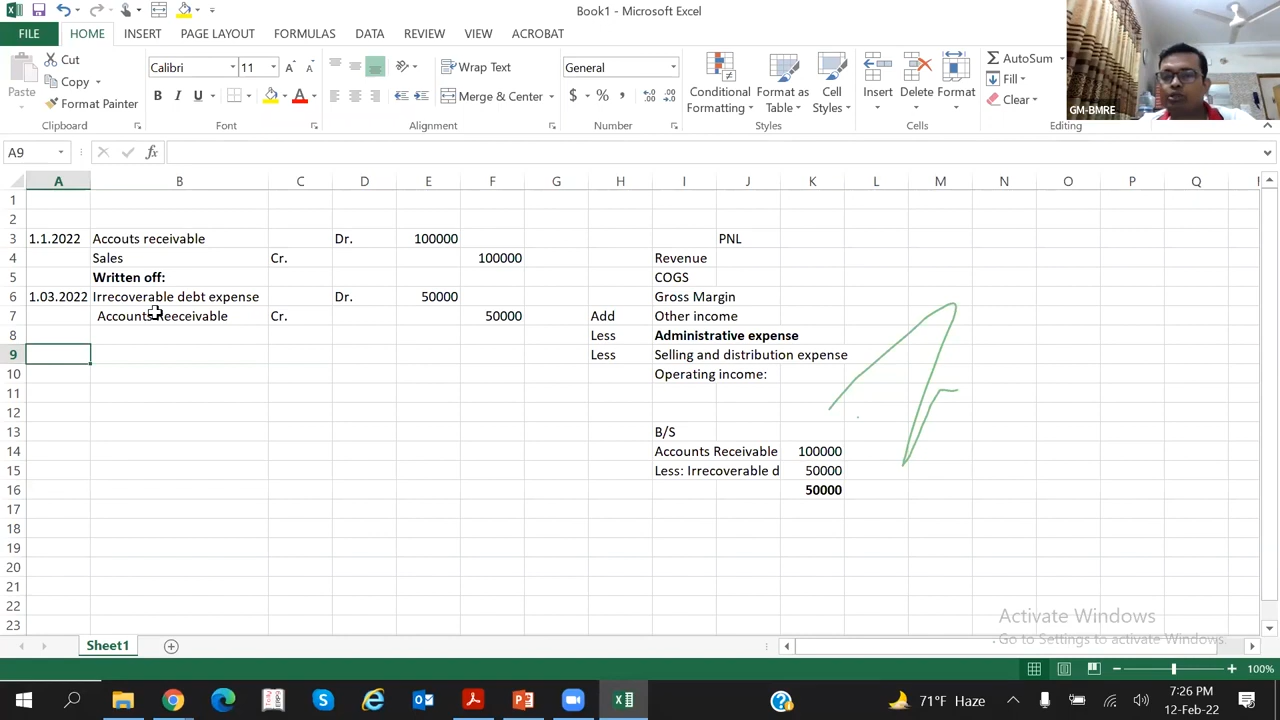 Book1 - Microsoft Excel
FILE HOME INSERT PAGE LAYOUT FORMULAS DATA REVIEW VIEW ACROBAT
Paste
Cut
Copy
Format Painter
Clipboard
Calibri 11
B I U A
Font
Wrap Text
Merge & Center
Alignment
General
$ % ,
Number
Conditional Formatting
Format as Table
Cell Styles
Styles
Insert Delete Format
Cells
AutoSum
Fill
Clear
Editing
GM-BMRE
A9 fx
A B C D E F G H I J K L M N O P Q
1
2
3 1.1.2022 Accouts receivable Dr. 100000 PNL
4 Sales Cr. 100000 Revenue
5 Written off: COGS
6 1.03.2022 Irrecoverable debt expense Dr. 50000 Gross Margin
7 Accounts Reeceivable Cr. 50000 Add Other income
8 Less Administrative expense
9 Less Selling and distribution expense
10 Operating income:
11
12
13 B/S
14 Accounts Receivable 100000
15 Less: Irrecoverable d 50000
16 50000
17
18
19
20
21
22
23
Activate Windows
Go to Settings to activate Windows.
Sheet1
100%
71°F Haze
7:26 PM
12-Feb-22